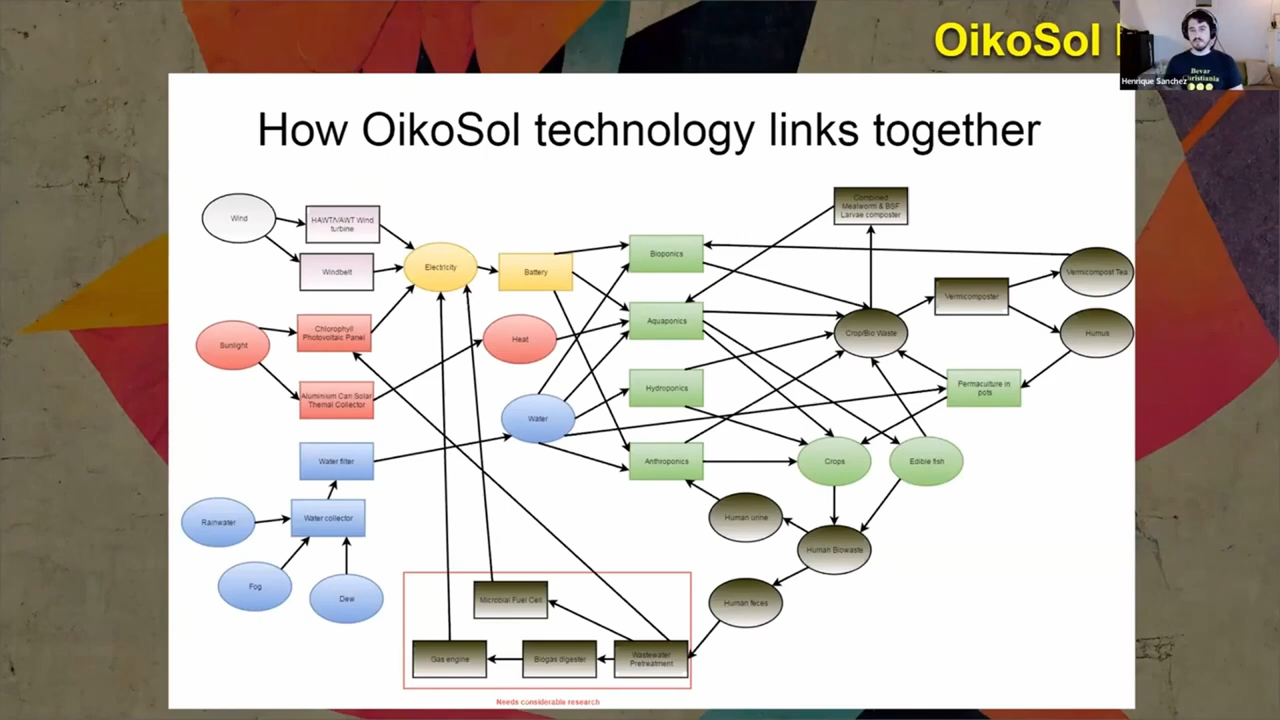 OikoSol
Henrique Sanchez
Bevar
Christiania
How OikoSol technology links together
Wind
HAWT/VAWT Wind
turbine
Windbelt
Electricity
Battery
Bioponics
Combined
Mealworm & BSF
Larvae composter
Vermicompost Tea
Vermicomposter
Sunlight
Chlorophyll
Photovoltaic Panel
Heat
Aquaponics
Crop/Bio Waste
Humus
Aluminium Can Solar
Themal Collector
Water
Hydroponics
Permaculture in
pots
Water filter
Anthroponics
Crops
Edible fish
Rainwater
Water collector
Human urine
Human Biowaste
Fog
Dew
Microbial Fuel Cell
Human feces
Gas engine
Biogas digester
Wastewater
Pretreatment
Needs considerable research